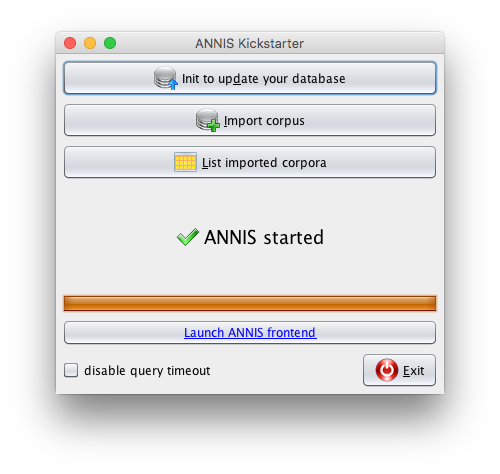 ANNIS Kickstarter
Init to update your database
Import corpus
List imported corpora
ANNIS started
Launch ANNIS frontend
disable query timeout
Exit